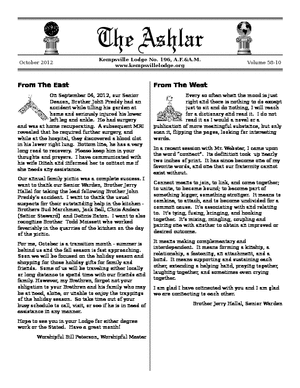 The Ashlar
October 2012
Kempsville Lodge No. 196, A.F.&A.M.
www.kempsvillelodge.org
Volume 58-10
From The East
On September 04, 2012, our Senior
Deacon, Brother John Preddy had an
accident while tilling his garden at
home and seriously injured his lower
left leg and ankle. He had surgery
and was at home recuperating. A subsequent MRI
revealed that he required further surgery, and
while at the hospital, they discovered a blood clot
in his lower right lung. Bottom line, he has a very
long road to recovery. Please keep him in your
thoughts and prayers. I have communicated with
his wife Dinah and informed her to contact me if
she needs any assistance.
Our annual family picnic was a complete success. I
want to thank our Senior Warden, Brother Jerry
Hall for taking the lead following Brother John
Preddy's accident. I want to thank the usual
suspects for their outstanding help in the kitchen -
Brothers Rud Marchman, Jack Bell, Chris Anders
(Senior Steward) and Dennis Eaton. I want to also
recognize Brother Todd Mussett who worked
feverishly in the quarries of the kitchen on the day
of the picnic.
For me, October is a transition month - summer is
behind us and the fall season is fast approaching.
Soon we will be focused on the holiday season and
shopping for those holiday gifts for family and
friends. Some of us will be traveling either locally
or long distance to spend time with our friends and
family. However, my Brethren, forget not your
obligation to your Brethren and his family who may
be at need, alone, or unable to enjoy the trappings
of the holiday season. So take time out of your
busy schedule to call, visit, or see if he is in need of
assistance in any manner.
Hope to see you in your Lodge for either degree
work or the Stated. Have a great month!
Worshipful Bill Peterson, Worshipful Master
From The West
Every so often the mood is just
right and there is nothing to do except
just to sit and do nothing. I will reach
for a dictionary and read it. I do not
read it as I would a novel or a
publication of more meaningful substance, but only
scan it, flipping the pages, looking for interesting
words.
In a recent session with Mr. Webster, I came upon
the word "connect". Its definition took up nearly
two inches of print. It has since become one of my
favorite words, and one that our fraternity cannot
exist without.
Connect means to join, to link, and come together;
to unite, to become bound; to become part of
something bigger, something stronger. It means to
combine, to attach, and to become undivided for a
common cause. It's associating with and relating
to. It's tying, fusing, bringing, and hooking
together. It's mixing, mingling, coupling and
pairing one with another to obtain an improved or
desired outcome.
It means making complementary and
correspondent. It means forming a kinship, a
relationship, a fastening, an attachment, and a
bond. It means supporting and sustaining each
other, extending a helping hand, praying together,
laughing together, and sometimes even crying
together.
I am glad I have connected with you and I am glad
we are connecting to each other.
Brother Jerry Hall, Senior Warden